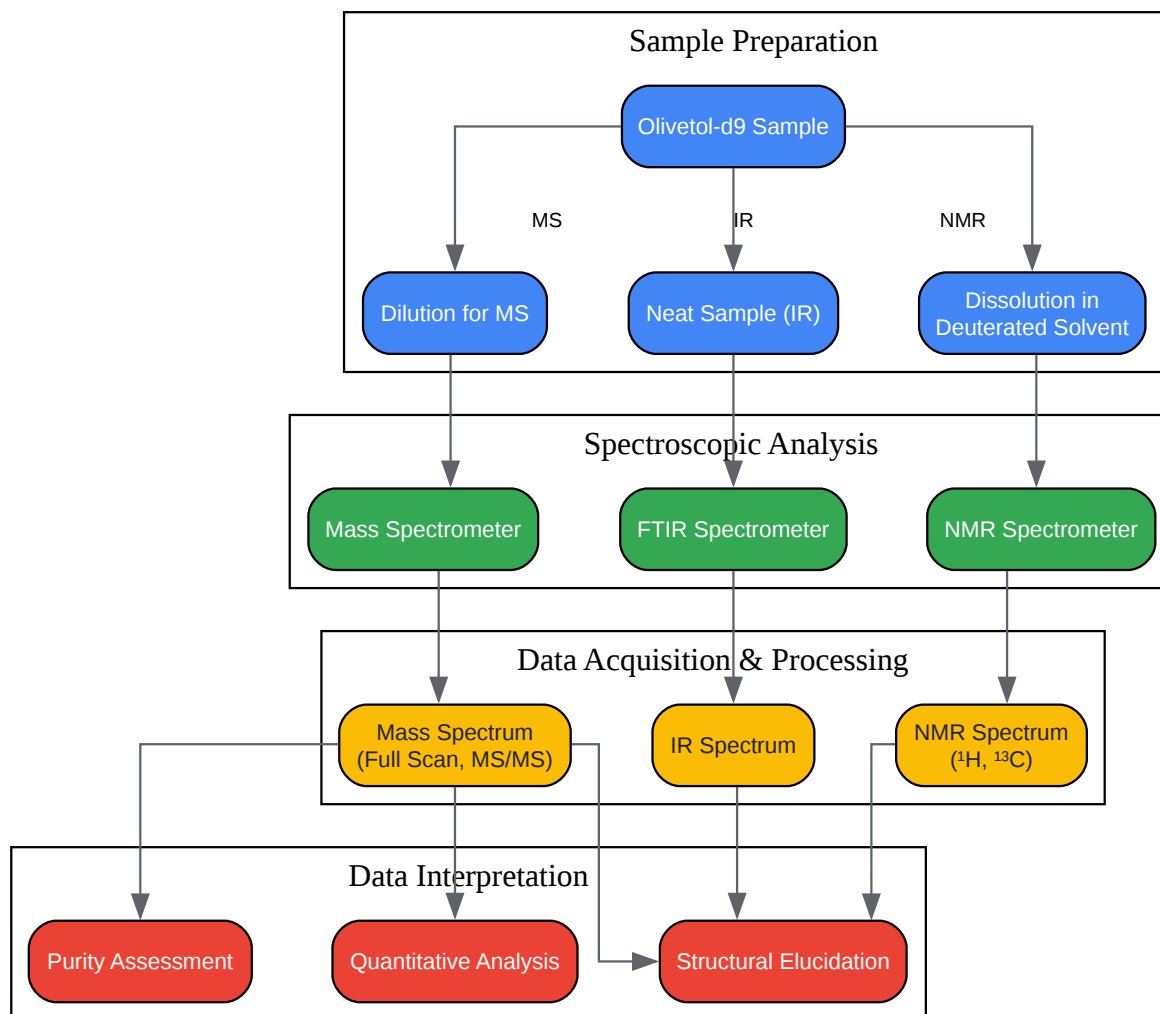 Sample Preparation
Olivetol-d9 Sample
MS
IR
NMR
Dilution for MS
Neat Sample (IR)
Dissolution in
Deuterated Solvent
Spectroscopic Analysis
Mass Spectrometer
FTIR Spectrometer
NMR Spectrometer
Data Acquisition & Processing
Mass Spectrum
(Full Scan, MS/MS)
IR Spectrum
NMR Spectrum
(¹H, ¹³C)
Data Interpretation
Purity Assessment
Quantitative Analysis
Structural Elucidation